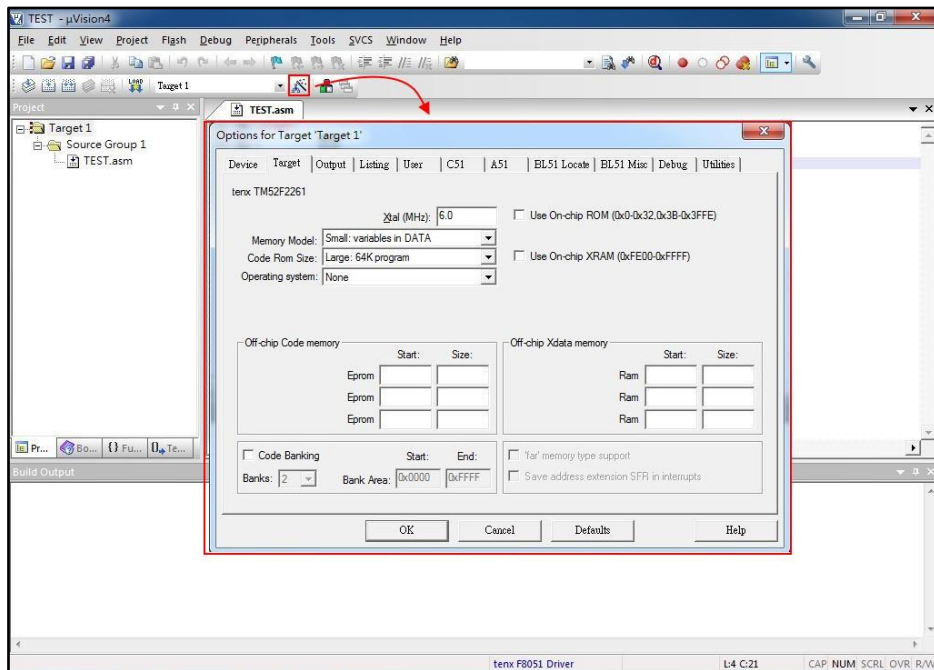 TEST - µVision4
File Edit View Project Flash Debug Peripherals Tools SVCS Window Help
LOAD Target 1
Project
TEST.asm
Target 1
Source Group 1
TEST.asm
Options for Target 'Target 1'
Device Target Output Listing User C51 A51 BL51 Locate BL51 Misc Debug Utilities
tenx TM52F2261
Xtal (MHz): 6.0
Use On-chip ROM (0x0-0x32,0x3B-0x3FFE)
Memory Model: Small: variables in DATA
Code Rom Size: Large: 64K program
Use On-chip XRAM (0xFE00-0xFFFF)
Operating system: None
Off-chip Code memory
Start: Size:
Eprom
Eprom
Eprom
Off-chip Xdata memory
Start: Size:
Ram
Ram
Ram
Code Banking Start: End:
Banks: 2 Bank Area: 0x0000 0xFFFF
'far' memory type support
Save address extension SFR in interrupts
OK Cancel Defaults Help
Pr... Bo... {} Fu... Te...
Build Output
tenx F8051 Driver L:4 C:21 CAP NUM SCRL OVR R/W